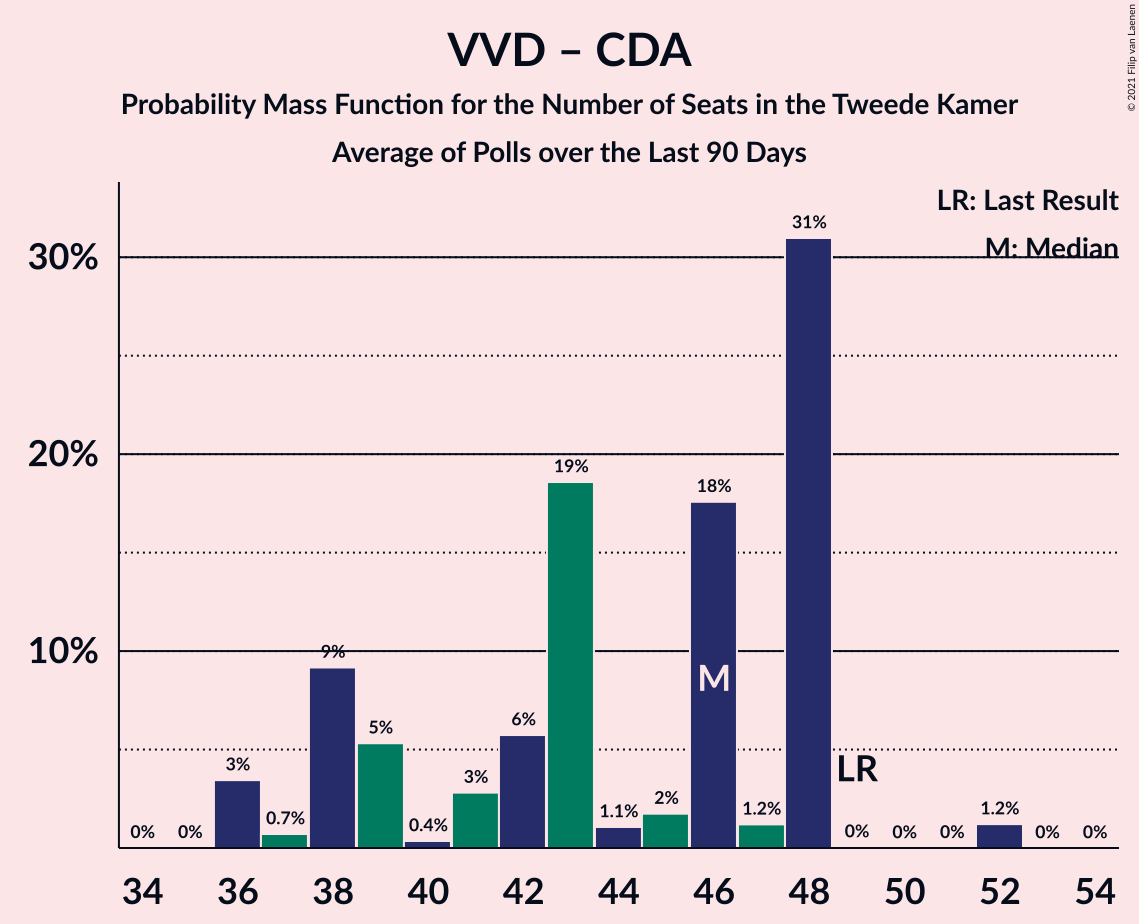 VVD – CDA
Probability Mass Function for the Number of Seats in the Tweede Kamer
Average of Polls over the Last 90 Days
© 2021 Filip van Laenen
LR: Last Result
M: Median
30%
20%
10%
0%
0%
3%
0.7%
9%
5%
0.4%
3%
6%
19%
1.1%
2%
18%
1.2%
31%
0%
0%
0%
1.2%
0%
0%
M
LR
34 36 38 40 42 44 46 48 50 52 54